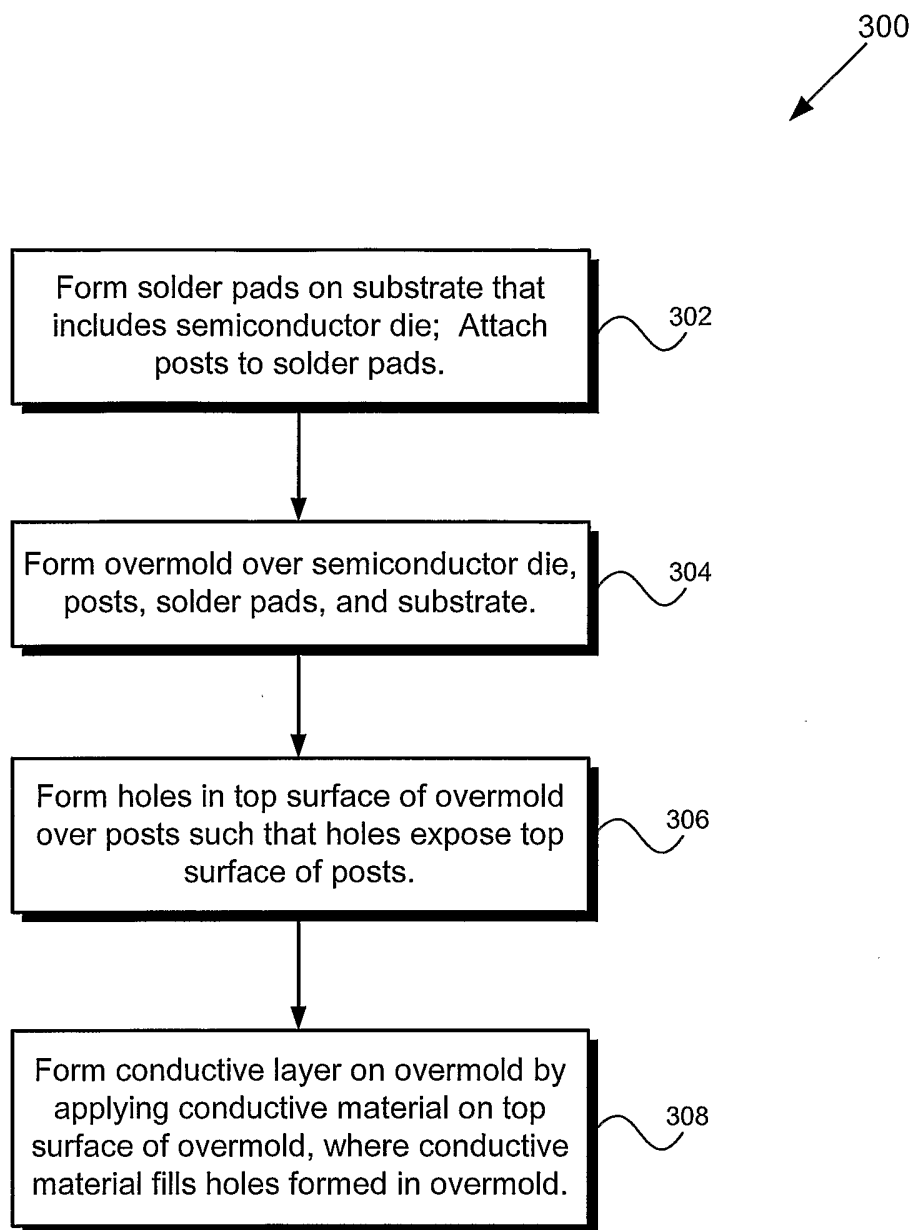 300
Form solder pads on substrate that
includes semiconductor die;  Attach
posts to solder pads.
302
Form overmold over semiconductor die,
posts, solder pads, and substrate.
304
Form holes in top surface of overmold
over posts such that holes expose top
surface of posts.
306
Form conductive layer on overmold by
applying conductive material on top
surface of overmold, where conductive
material fills holes formed in overmold.
308